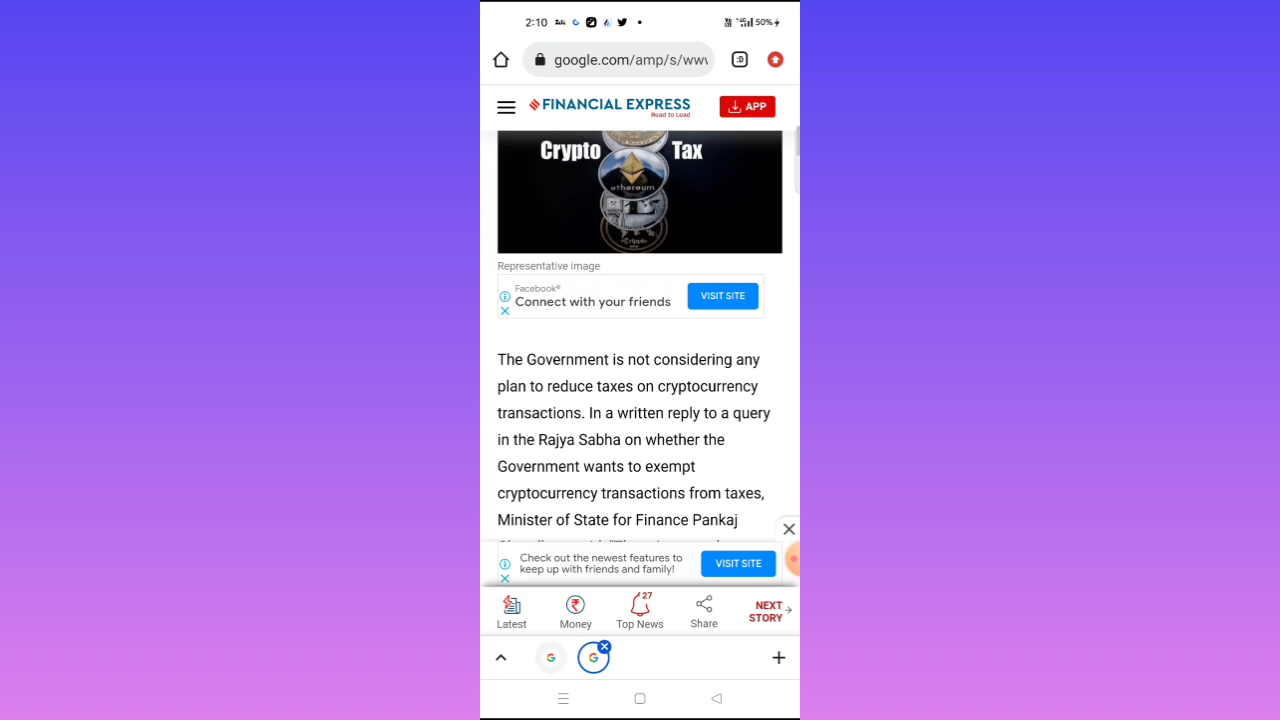 2:10
50%
google.com/amp/s/www
:D
FINANCIAL EXPRESS
Read to Lead
APP
Crypto Tax
ethereum
ripple
Representative image
Facebook®
Connect with your friends
VISIT SITE
The Government is not considering any
plan to reduce taxes on cryptocurrency
transactions. In a written reply to a query
in the Rajya Sabha on whether the
Government wants to exempt
cryptocurrency transactions from taxes,
Minister of State for Finance Pankaj
Check out the newest features to
keep up with friends and family!
VISIT SITE
27
Latest
Money
Top News
Share
NEXT
STORY